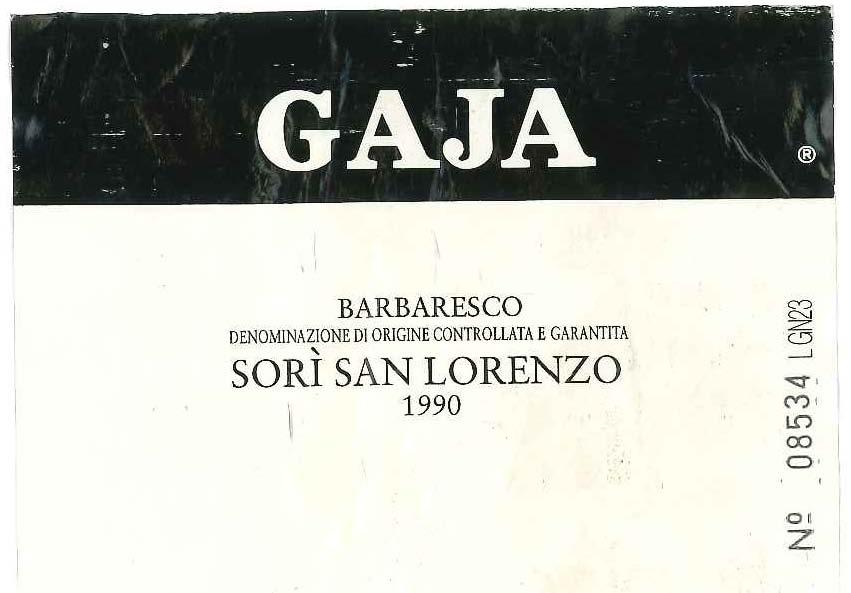 GAJA
®
BARBARESCO
DENOMINAZIONE DI ORIGINE CONTROLLATA E GARANTITA
SORÌ SAN LORENZO
1990
Nº 08534 LGN23